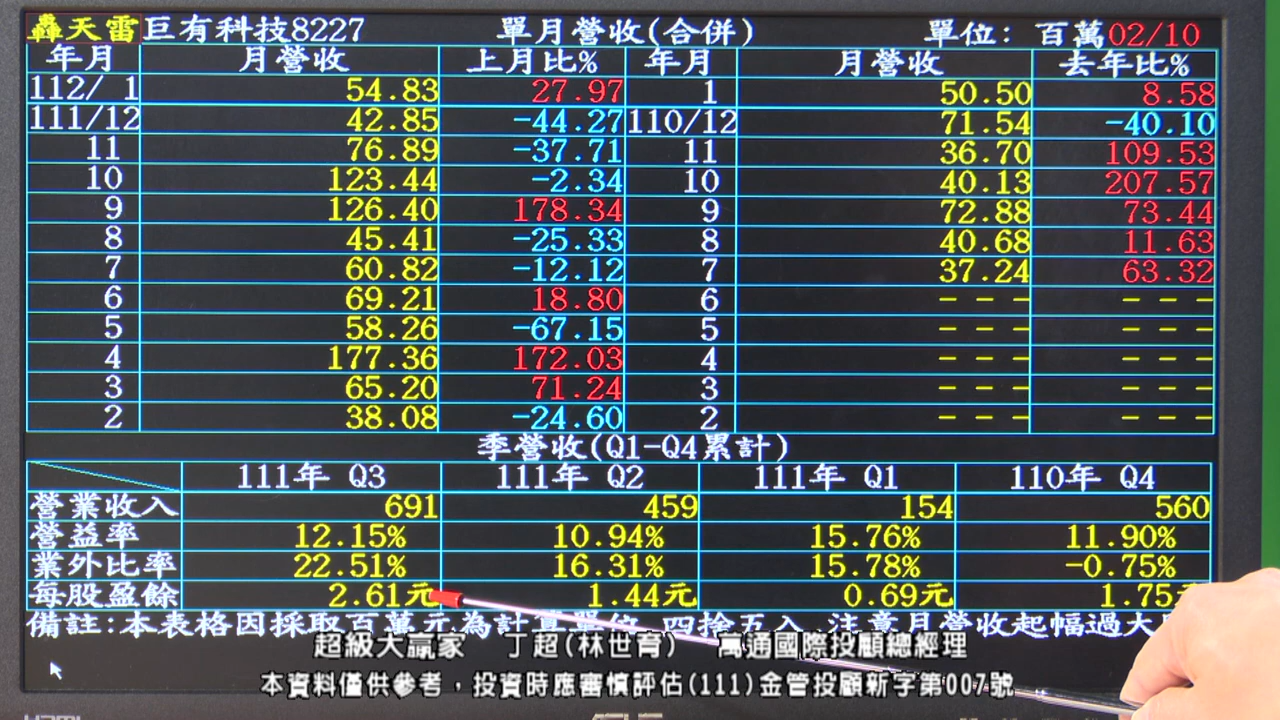 轟天雷 巨有科技8227 單月營收(合併) 單位: 百萬 02/10
年月 月營收 上月比% 年月 月營收 去年比%
112/ 1 54.83 27.97 1 50.50 8.58
111/12 42.85 -44.27 110/12 71.54 -40.10
11 76.89 -37.71 11 36.70 109.53
10 123.44 -2.34 10 40.13 207.57
9 126.40 178.34 9 72.88 73.44
8 45.41 -25.33 8 40.68 11.63
7 60.82 -12.12 7 37.24 63.32
6 69.21 18.80 6 - - - - - -
5 58.26 -67.15 5 - - - - - -
4 177.36 172.03 4 - - - - - -
3 65.20 71.24 3 - - - - - -
2 38.08 -24.60 2 - - - - - -
季營收(Q1-Q4累計)
111年 Q3 111年 Q2 111年 Q1 110年 Q4
營業收入 691 459 154 560
營益率 12.15% 10.94% 15.76% 11.90%
業外比率 22.51% 16.31% 15.78% -0.75%
每股盈餘 2.61元 1.44元 0.69元 1.75元
備註:本表格因採取百萬元為計算單位 四捨五入 注意月營收起幅過大
超級大贏家 丁超(林世育) 萬通國際投顧總經理
本資料僅供參考，投資時應審慎評估(111)金管投顧新字第007號